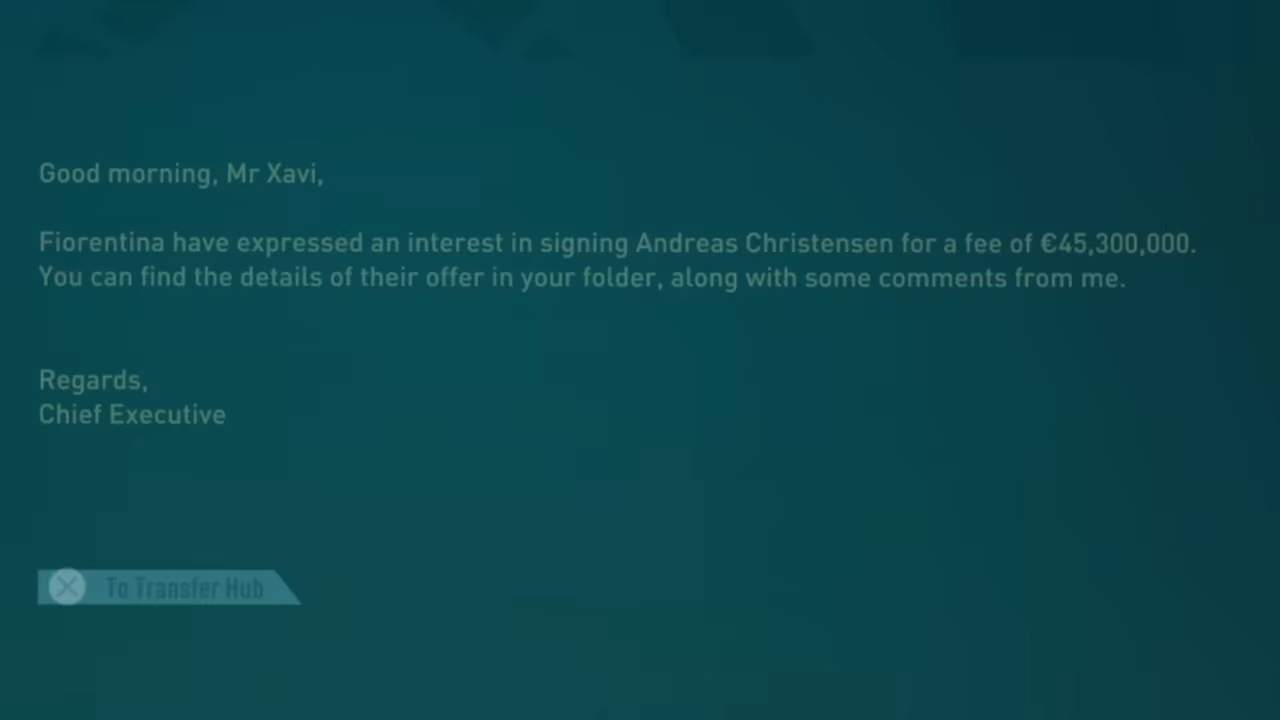 Good morning, Mr Xavi,
Fiorentina have expressed an interest in signing Andreas Christensen for a fee of €45,300,000.
You can find the details of their offer in your folder, along with some comments from me.
Regards,
Chief Executive
To Transfer Hub